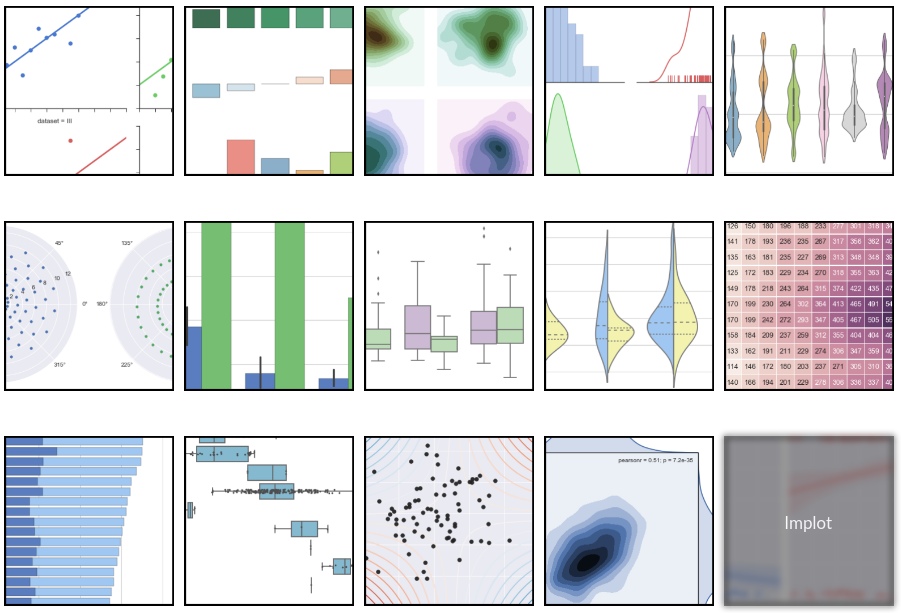 dataset = III
45°
135°
12
10
8
6
4
2
0°
180°
315°
225°
126 150 180 196 188 233 277 301 318 34
141 178 193 236 235 267 317 356 362 40
135 163 181 235 227 269 313 348 348 39
125 172 183 229 234 270 318 355 363 42
149 178 218 243 264 315 374 422 435 47
170 199 230 264 302 364 413 465 491 54
170 199 242 272 293 347 405 467 505 55
158 184 209 237 259 312 355 404 404 46
133 162 191 211 229 274 306 347 359 40
114 146 172 180 203 237 271 305 310 36
140 166 194 201 229 278 306 336 337 40
pearsonr = 0.51; p = 7.2e-35
lmplot